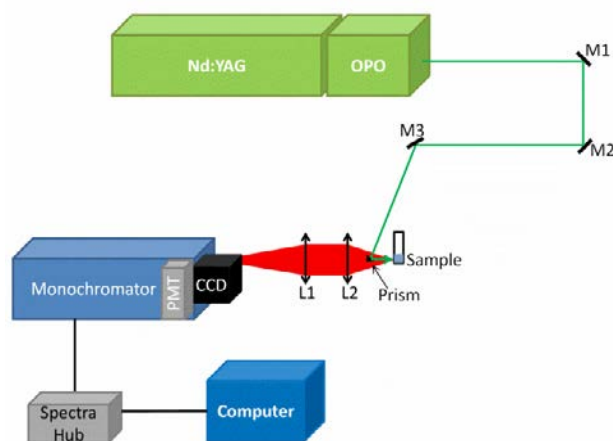 Nd:YAG
OPO
M1
M2
M3
Sample
Prism
L1
L2
Monochromator
PMT
CCD
Spectra
Hub
Computer